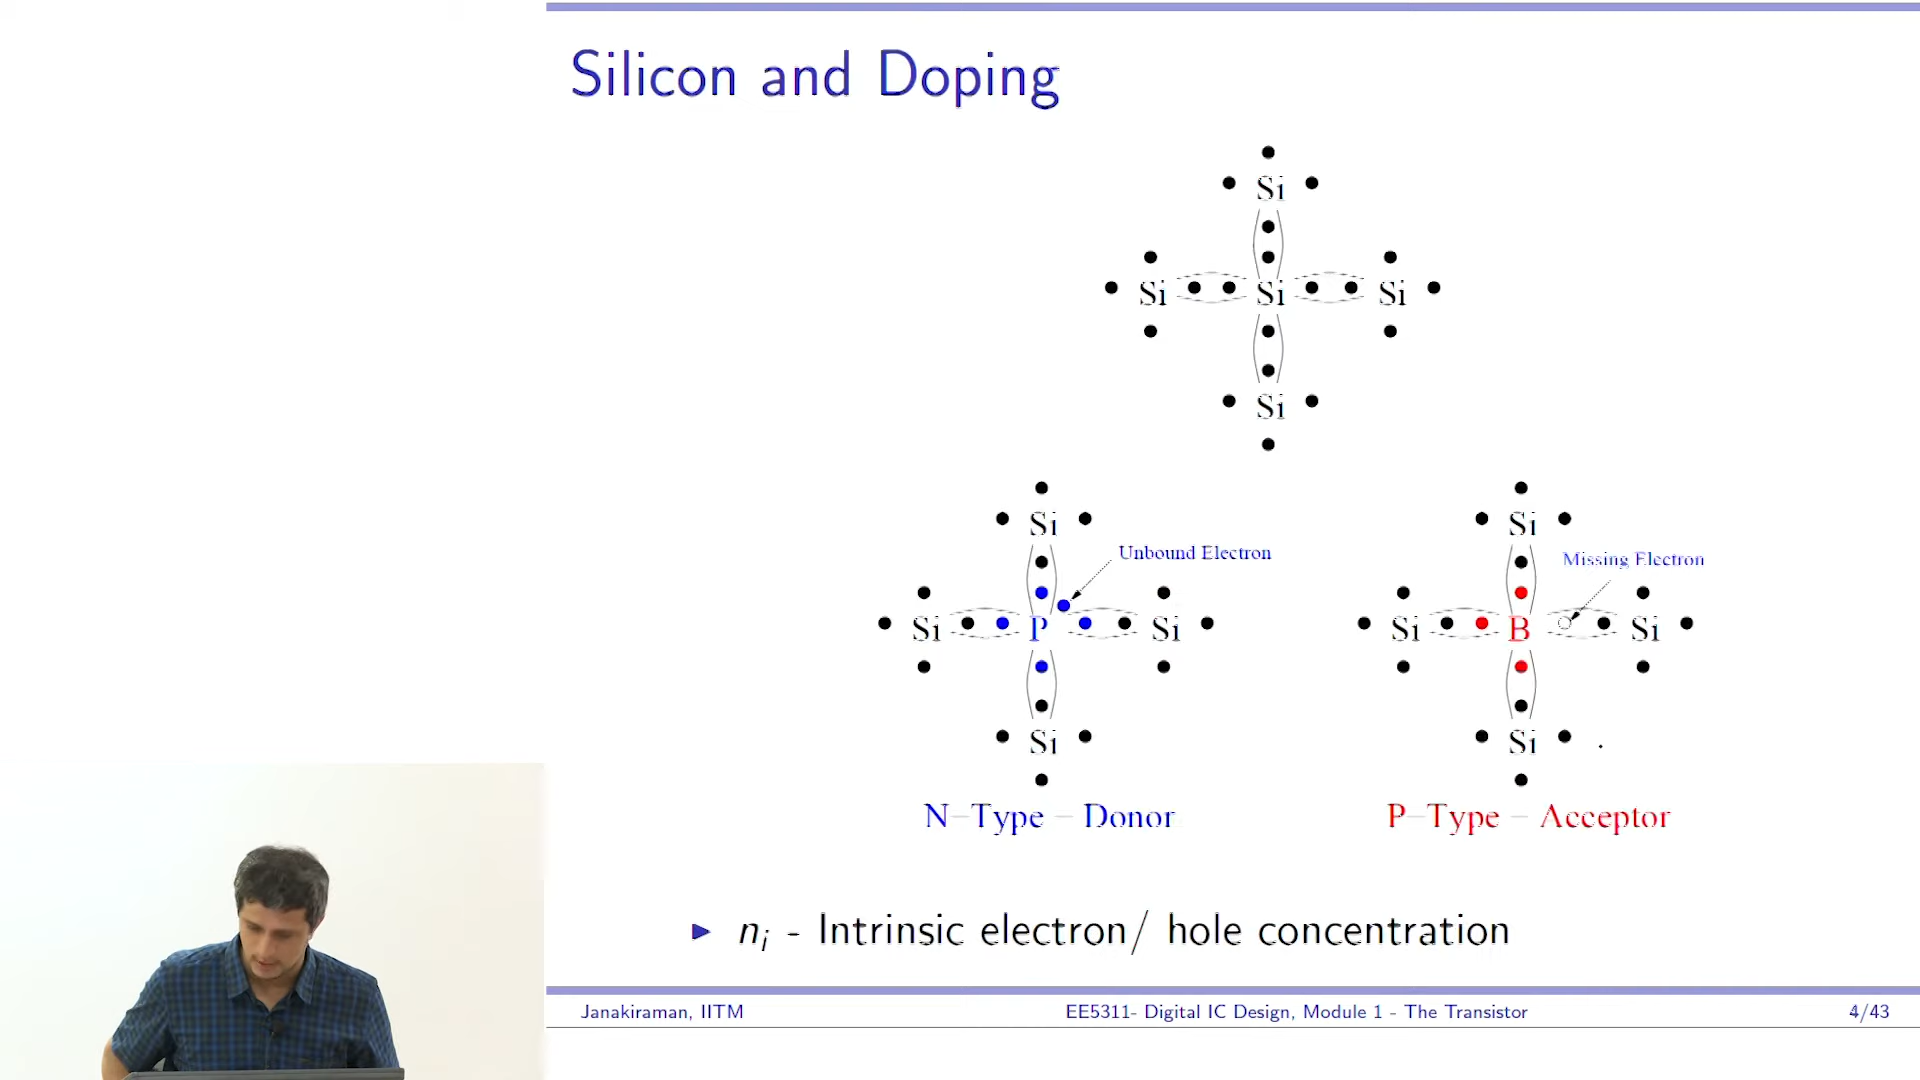 Silicon and Doping
Si
Si Si Si
Si
Si
Unbound Electron
Si P Si
Si
N-Type - Donor
Si
Missing Electron
Si B Si
Si
P-Type - Acceptor
► nᵢ - Intrinsic electron/ hole concentration
Janakiraman, IITM EE5311- Digital IC Design, Module 1 - The Transistor 4/43